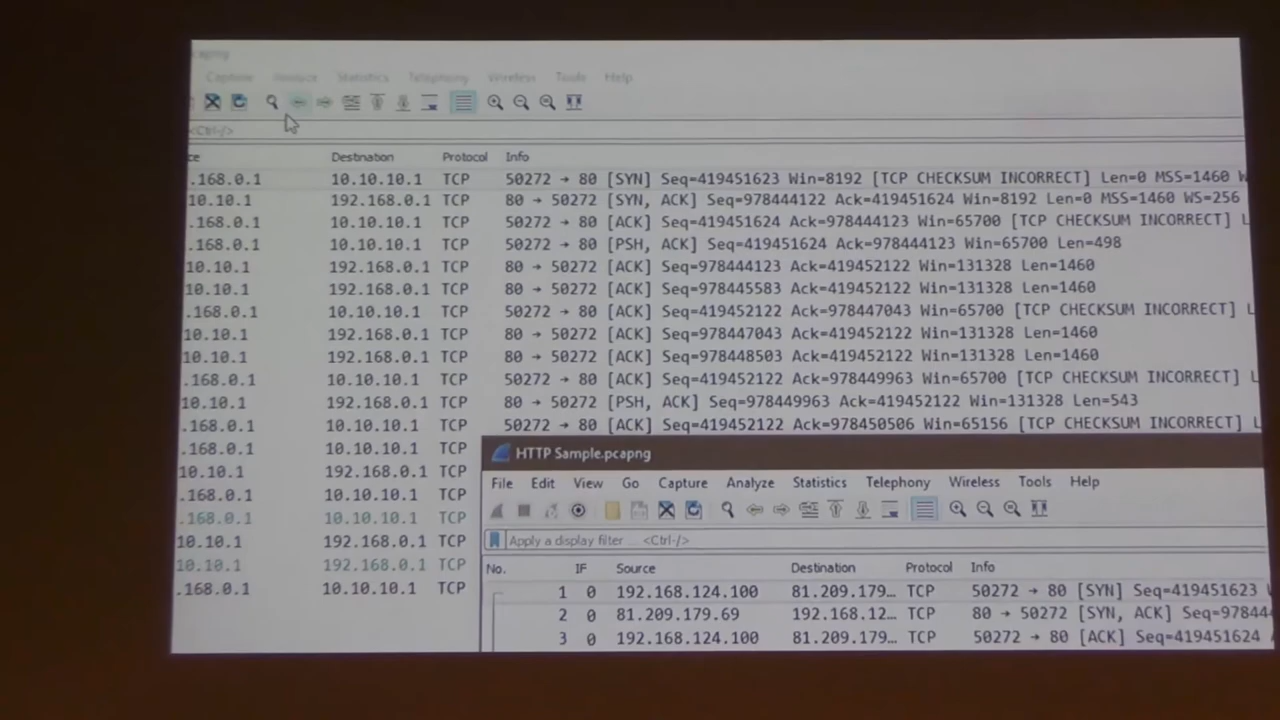 Capture Analyze Statistics Telephony Wireless Tools Help
<Ctrl-/>
Destination Protocol Info
.168.0.1 10.10.10.1 TCP 50272 → 80 [SYN] Seq=419451623 Win=8192 [TCP CHECKSUM INCORRECT] Len=0 MSS=1460 W
10.10.1 192.168.0.1 TCP 80 → 50272 [SYN, ACK] Seq=978444122 Ack=419451624 Win=8192 Len=0 MSS=1460 WS=256
.168.0.1 10.10.10.1 TCP 50272 → 80 [ACK] Seq=419451624 Ack=978444123 Win=65700 [TCP CHECKSUM INCORRECT] L
.168.0.1 10.10.10.1 TCP 50272 → 80 [PSH, ACK] Seq=419451624 Ack=978444123 Win=65700 Len=498
10.10.1 192.168.0.1 TCP 80 → 50272 [ACK] Seq=978444123 Ack=419452122 Win=131328 Len=1460
10.10.1 192.168.0.1 TCP 80 → 50272 [ACK] Seq=978445583 Ack=419452122 Win=131328 Len=1460
.168.0.1 10.10.10.1 TCP 50272 → 80 [ACK] Seq=419452122 Ack=978447043 Win=65700 [TCP CHECKSUM INCORRECT] L
10.10.1 192.168.0.1 TCP 80 → 50272 [ACK] Seq=978447043 Ack=419452122 Win=131328 Len=1460
10.10.1 192.168.0.1 TCP 80 → 50272 [ACK] Seq=978448503 Ack=419452122 Win=131328 Len=1460
.168.0.1 10.10.10.1 TCP 50272 → 80 [ACK] Seq=419452122 Ack=978449963 Win=65700 [TCP CHECKSUM INCORRECT] L
10.10.1 192.168.0.1 TCP 80 → 50272 [PSH, ACK] Seq=978449963 Ack=419452122 Win=131328 Len=543
.168.0.1 10.10.10.1 TCP 50272 → 80 [ACK] Seq=419452122 Ack=978450506 Win=65156 [TCP CHECKSUM INCORRECT] L
.168.0.1 10.10.10.1 TCP
10.10.1 192.168.0.1 TCP
.168.0.1 10.10.10.1 TCP
.168.0.1 10.10.10.1 TCP
10.10.1 192.168.0.1 TCP
10.10.1 192.168.0.1 TCP
.168.0.1 10.10.10.1 TCP
HTTP Sample.pcapng
File Edit View Go Capture Analyze Statistics Telephony Wireless Tools Help
Apply a display filter ... <Ctrl-/>
No. IF Source Destination Protocol Info
1 0 192.168.124.100 81.209.179... TCP 50272 → 80 [SYN] Seq=419451623
2 0 81.209.179.69 192.168.12... TCP 80 → 50272 [SYN, ACK] Seq=97844
3 0 192.168.124.100 81.209.179... TCP 50272 → 80 [ACK] Seq=419451624